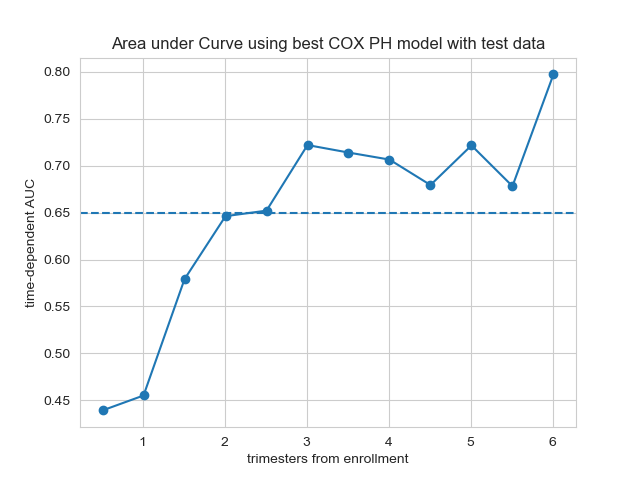 Area under Curve using best COX PH model with test data
time-dependent AUC
0.80
0.75
0.70
0.65
0.60
0.55
0.50
0.45
1 2 3 4 5 6
trimesters from enrollment